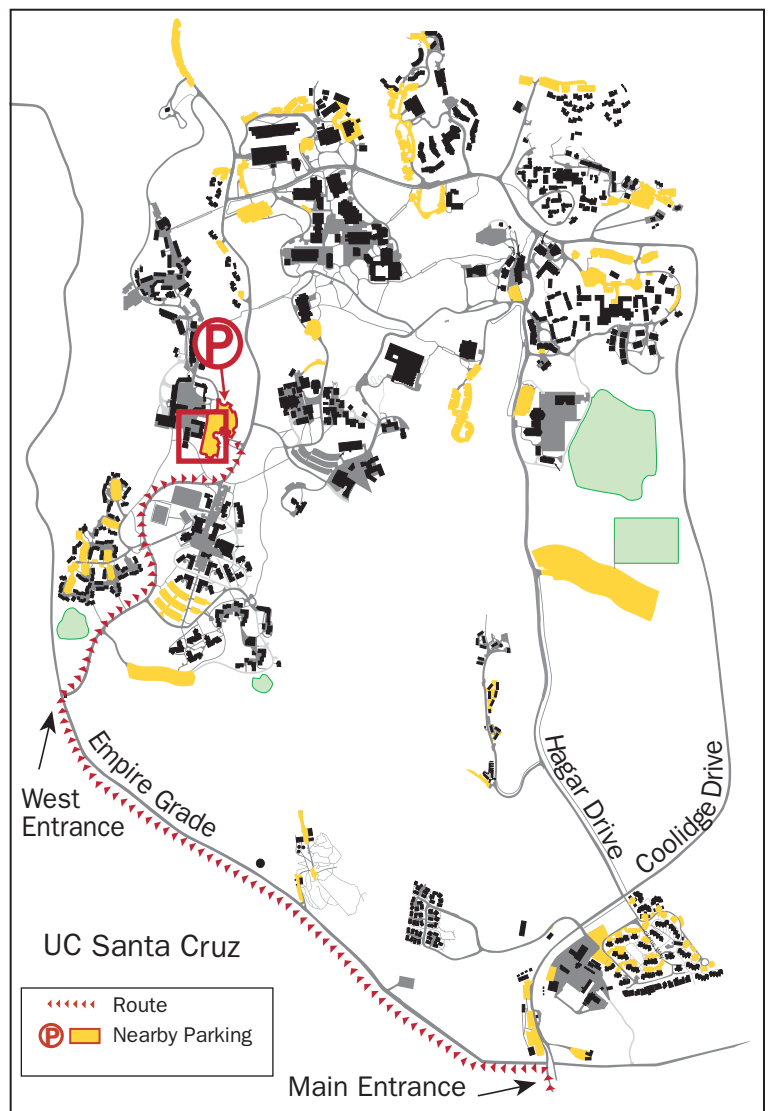 P
West
Entrance
Empire Grade
Hagar Drive
Coolidge Drive
UC Santa Cruz
Route
P Nearby Parking
Main Entrance